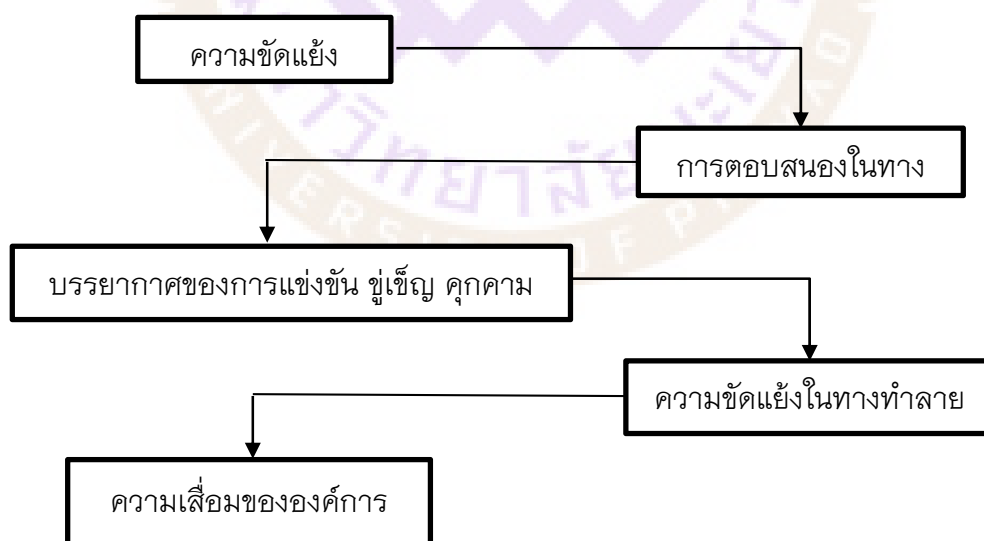 ความขัดแย้ง
การตอบสนองในทาง
บรรยากาศของการแข่งขัน ขู่เข็ญ คุกคาม
ความขัดแย้งในทางทำลาย
ความเสื่อมขององค์การ